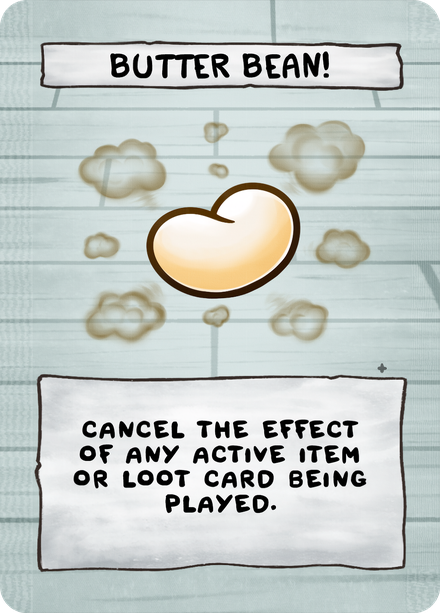 BUTTER BEAN!
CANCEL THE EFFECT
OF ANY ACTIVE ITEM
OR LOOT CARD BEING
PLAYED.